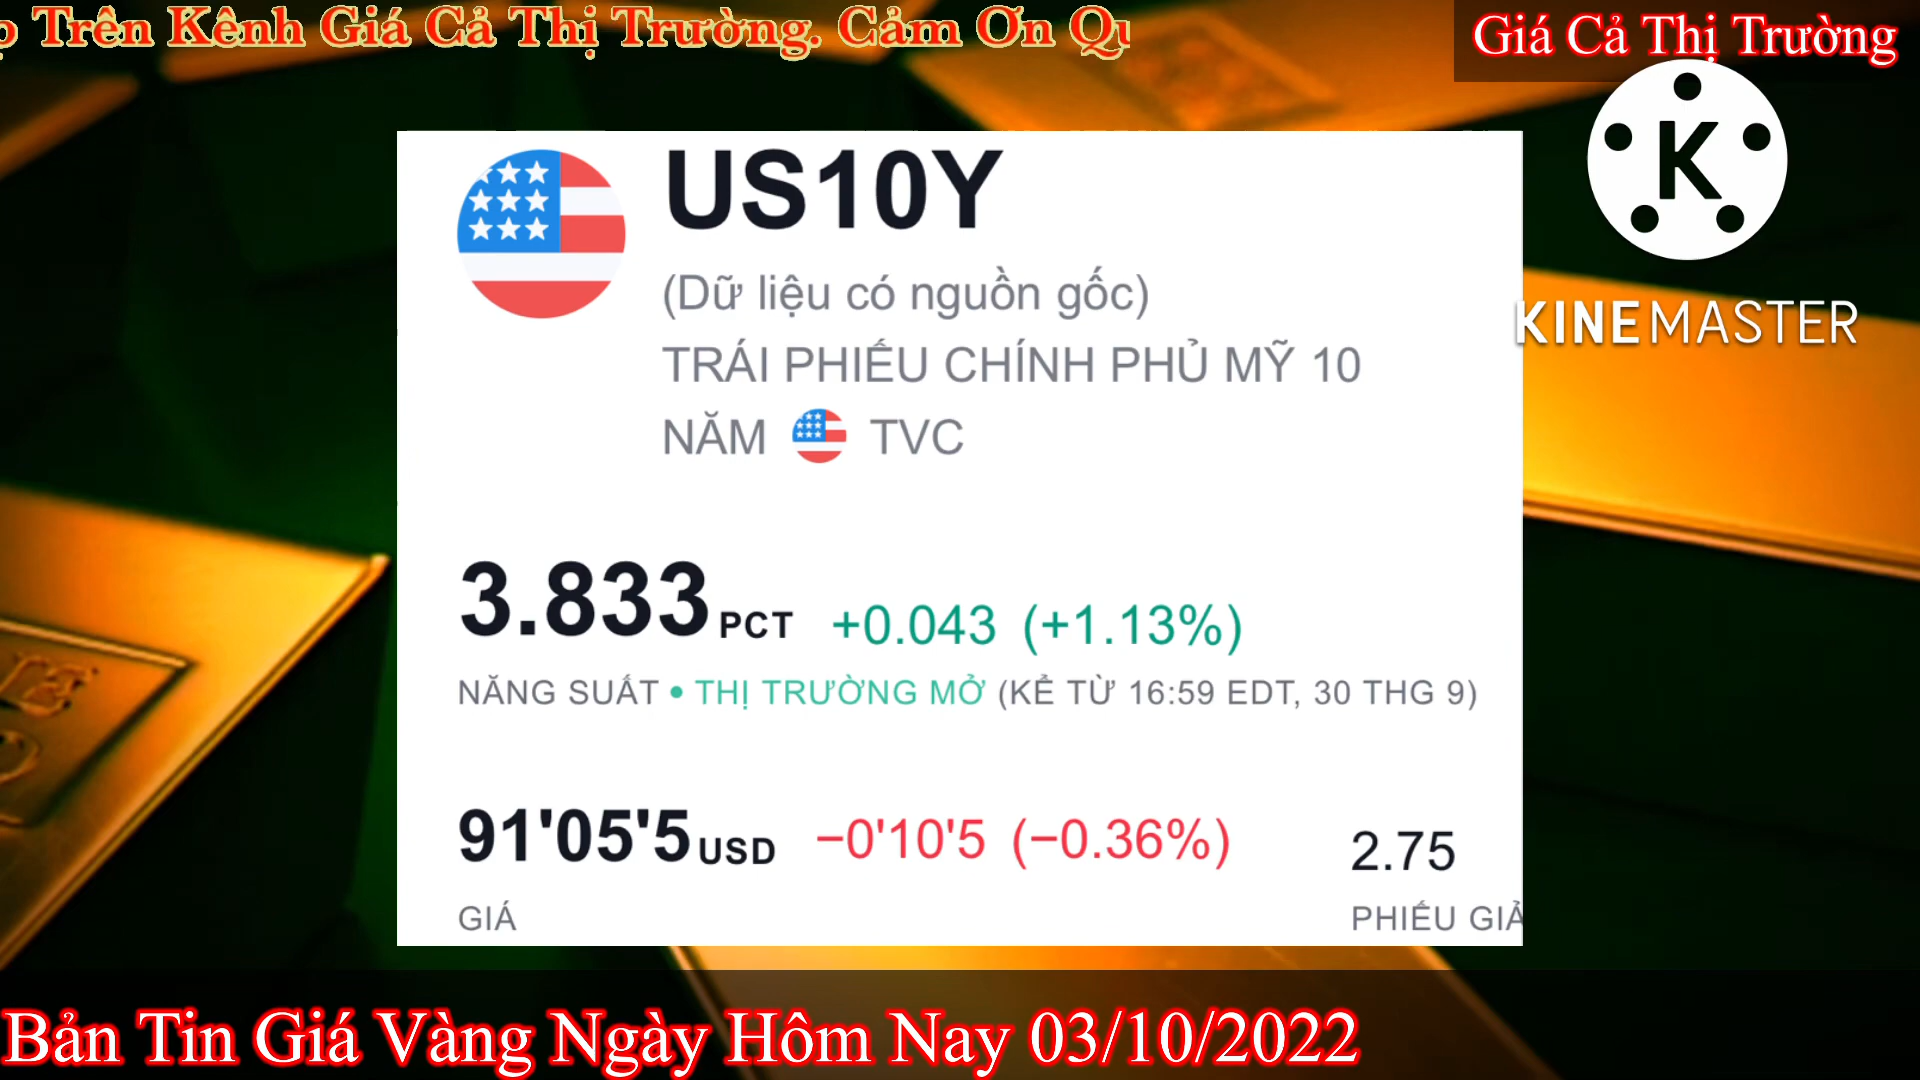 Trên Kênh Giá Cả Thị Trường. Cảm Ơn
Giá Cả Thị Trường
K
KINEMASTER
US10Y
(Dữ liệu có nguồn gốc)
TRÁI PHIẾU CHÍNH PHỦ MỸ 10
NĂM TVC
3.833 PCT +0.043 (+1.13%)
NĂNG SUẤT • THỊ TRƯỜNG MỞ (KỂ TỪ 16:59 EDT, 30 THG 9)
91'05'5 USD −0'10'5 (−0.36%) 2.75
GIÁ PHIẾU GIẢ
Bản Tin Giá Vàng Ngày Hôm Nay 03/10/2022